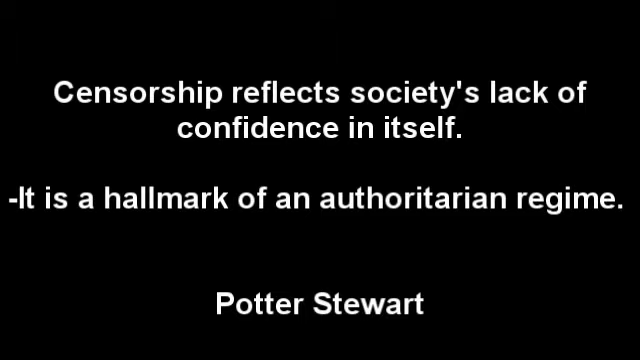 Censorship reflects society's lack of
confidence in itself.
-It is a hallmark of an authoritarian regime.
Potter Stewart